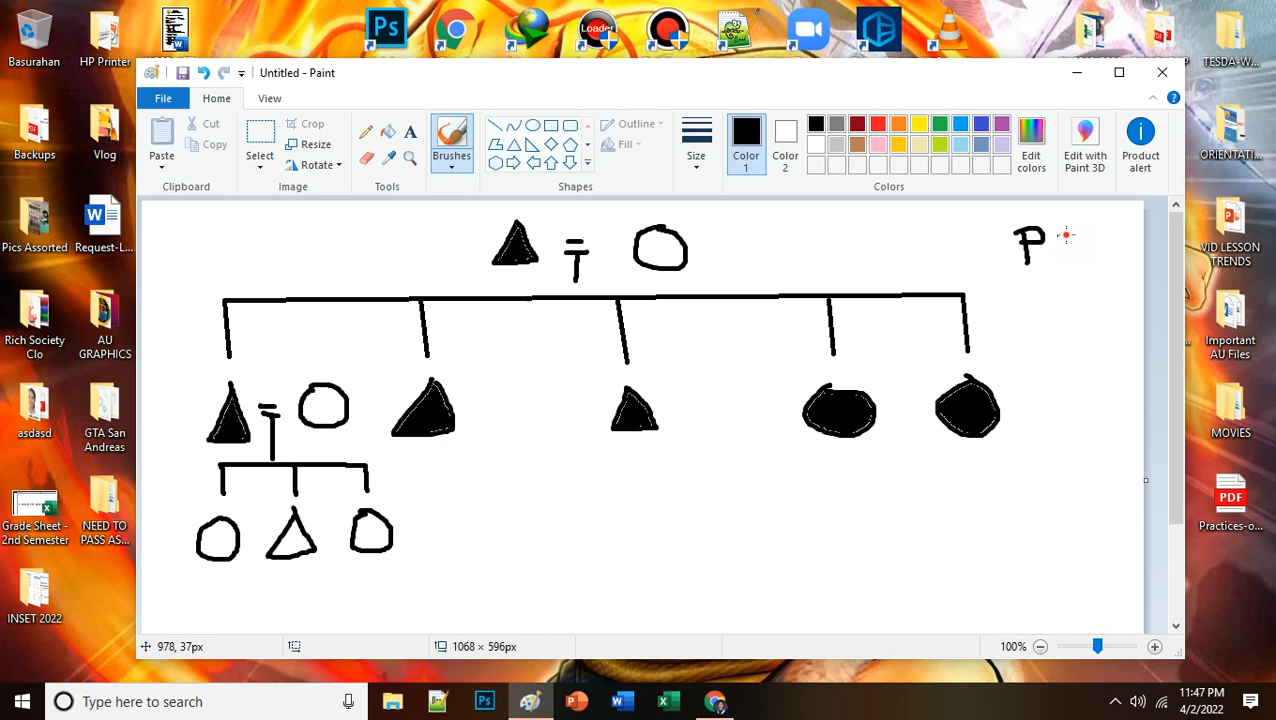 Basurahan
HP Printer
Ps
Loader
TESDA-W...
Untitled - Paint
File
Home
View
Paste
Cut
Copy
Clipboard
Select
Crop
Resize
Rotate
Image
Tools
Brushes
Outline
Fill
Shapes
Size
Color 1
Color 2
Edit colors
Colors
Edit with Paint 3D
Product alert
Backups
Vlog
ORIENTATI...
Pics Assorted
Request-L...
P
VID LESSON TRENDS
Rich Society Clo
AU GRAPHICS
Important AU Files
asdasd
GTA San Andreas
MOVIES
Grade Sheet - 2nd Semester
NEED TO PASS AS...
PDF
Practices-o...
INSET 2022
978, 37px
1068 × 596px
100%
Type here to search
11:47 PM
4/2/2022